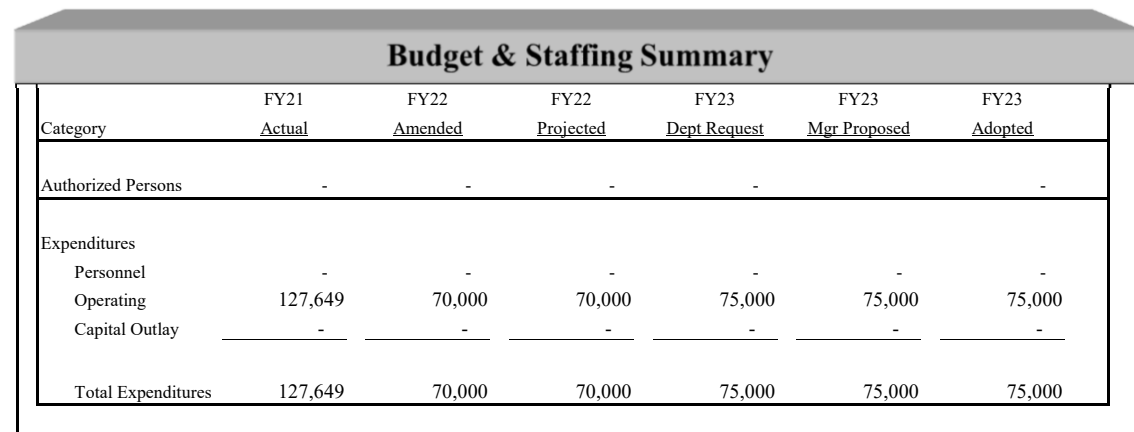 Budget & Staffing Summary
FY21 FY22 FY22 FY23 FY23 FY23
Category Actual Amended Projected Dept Request Mgr Proposed Adopted
Authorized Persons - - - - -
Expenditures
Personnel - - - - - -
Operating 127,649 70,000 70,000 75,000 75,000 75,000
Capital Outlay - - - - - -
Total Expenditures 127,649 70,000 70,000 75,000 75,000 75,000